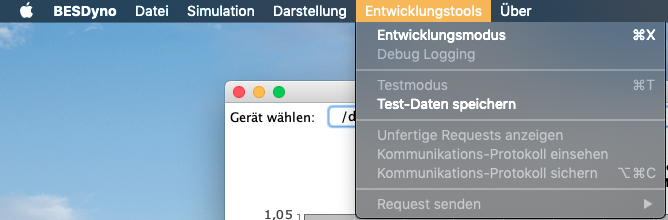 BESDyno Datei Simulation Darstellung Entwicklungstools Über
Entwicklungsmodus ⌘X
Debug Logging
Testmodus ⌘T
Test-Daten speichern
Unfertige Requests anzeigen
Kommunikations-Protokoll einsehen
Kommunikations-Protokoll sichern ⌥⌘C
Request senden
Gerät wählen: /d
1,05